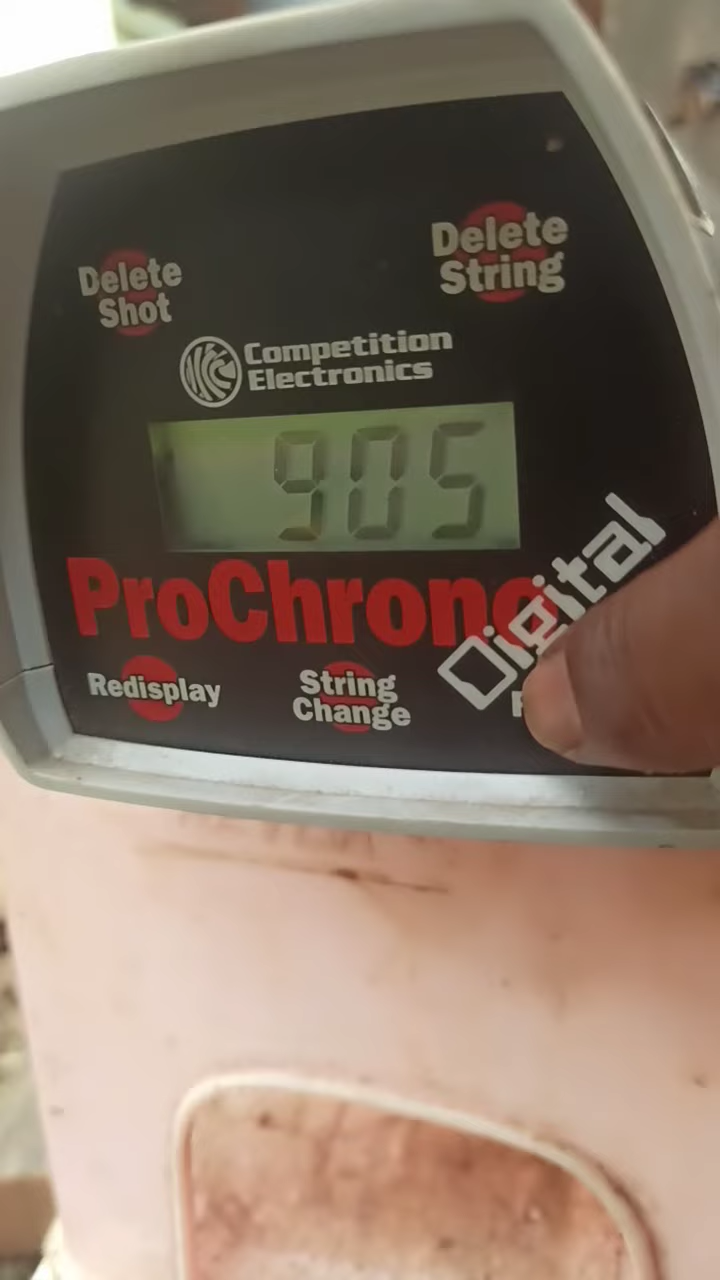 Delete
Shot
Delete
String
Competition
Electronics
905
ProChrono
Digital
Redisplay
String
Change